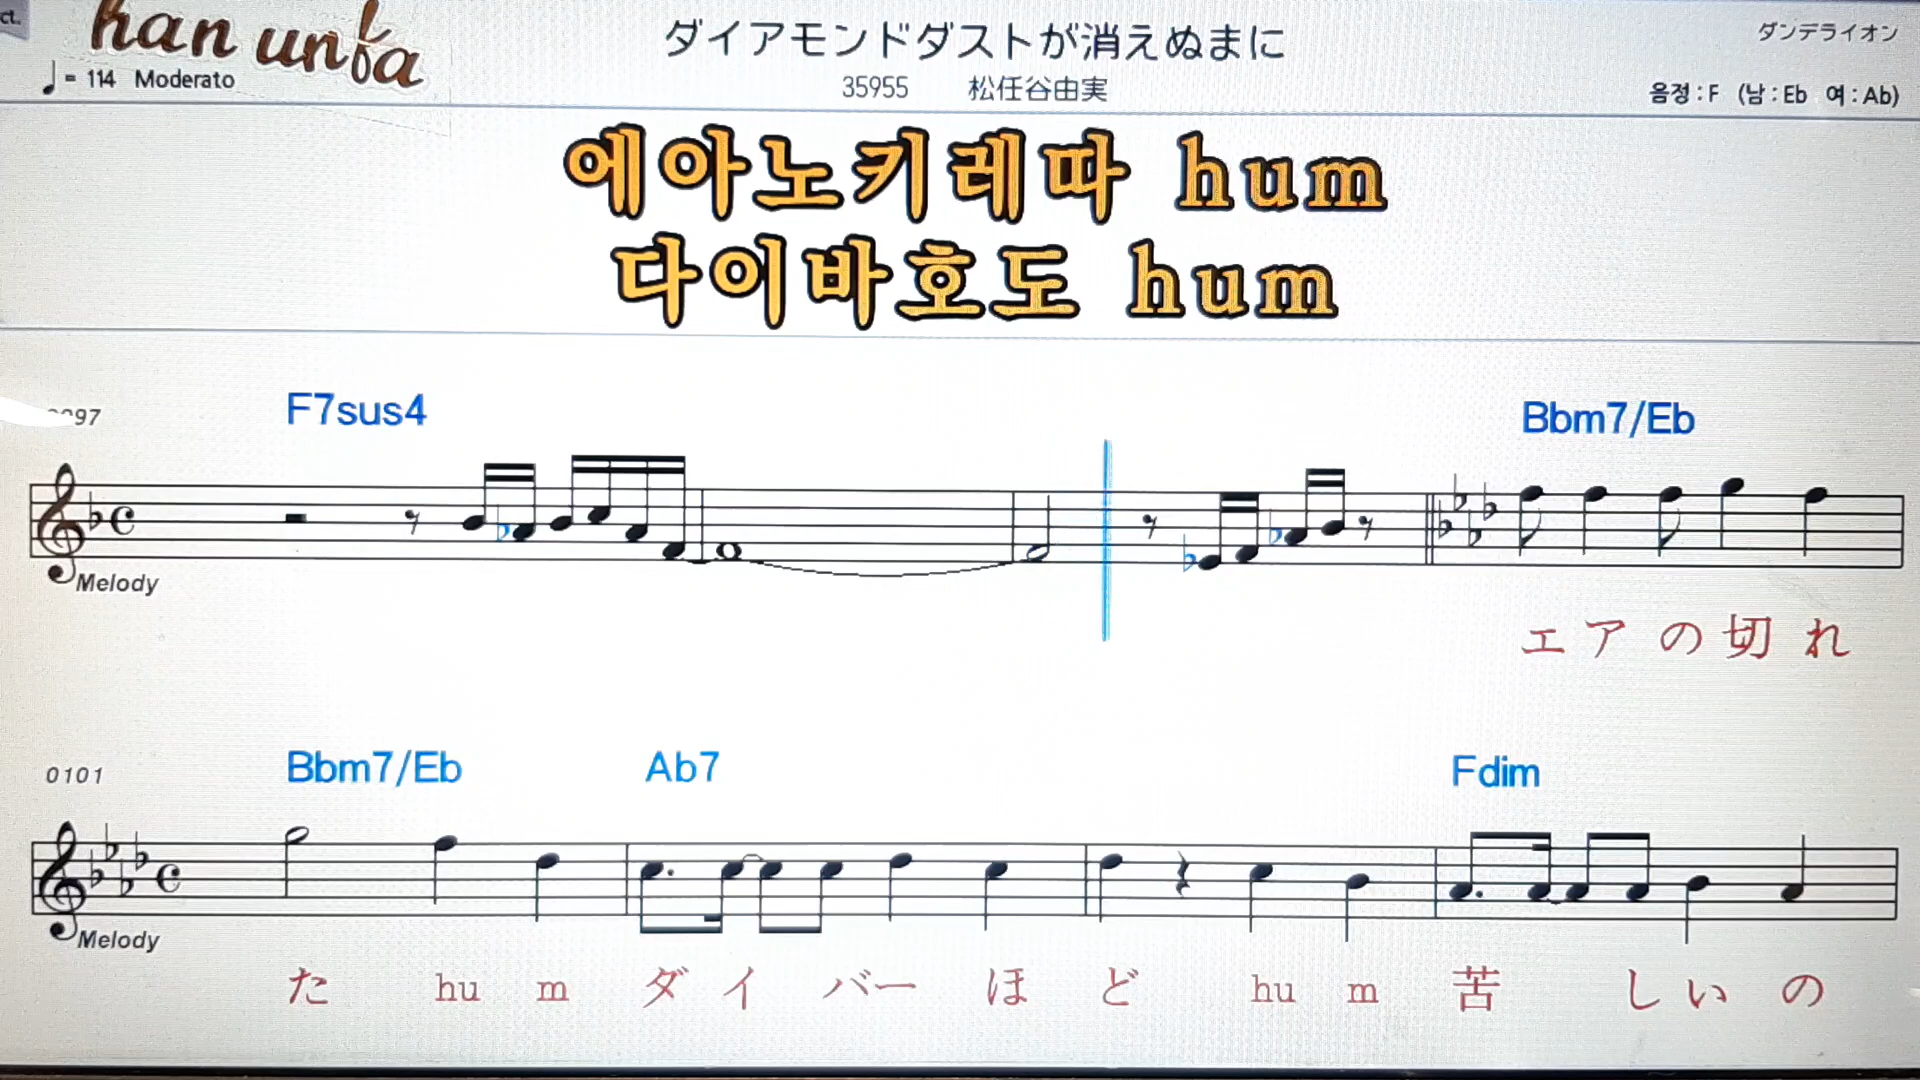 ct.
han unfa
ダイアモンドダストが消えぬまに
ダンデライオン
♩= 114 Moderato
35955 松任谷由実
음정 : F (남 : Eb 여 : Ab)
에아노키레따 hum
다이바호도 hum
97
F7sus4
Bbm7/Eb
Melody
エアの切れ
0101
Bbm7/Eb
Ab7
Fdim
Melody
た hu m ダイバーほど hu m 苦しいの